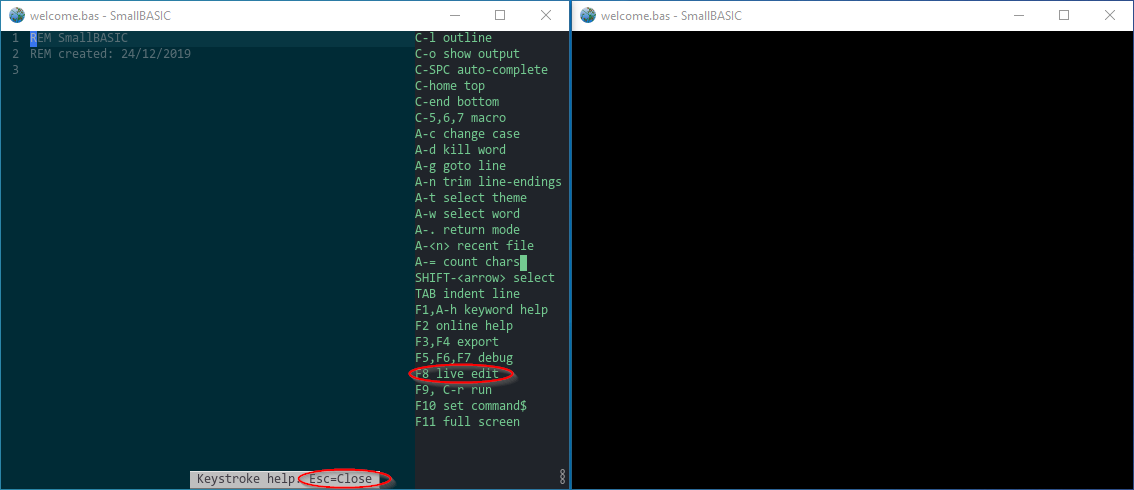 welcome.bas - SmallBASIC
1 REM SmallBASIC
2 REM created: 24/12/2019
3
C-l outline
C-o show output
C-SPC auto-complete
C-home top
C-end bottom
C-5,6,7 macro
A-c change case
A-d kill word
A-g goto line
A-n trim line-endings
A-t select theme
A-w select word
A-. return mode
A-<n> recent file
A-= count chars
SHIFT-<arrow> select
TAB indent line
F1,A-h keyword help
F2 online help
F3,F4 export
F5,F6,F7 debug
F8 live edit
F9, C-r run
F10 set command$
F11 full screen
Keystroke help. Esc=Close
welcome.bas - SmallBASIC